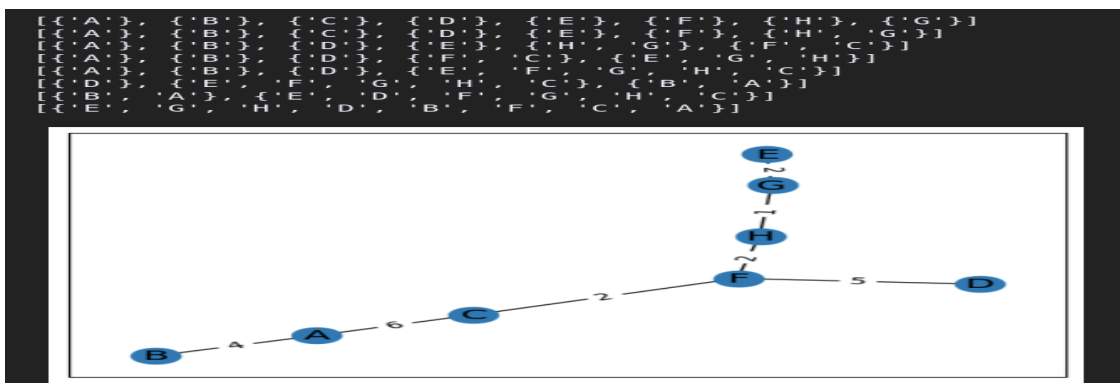 [{'A'}, {'B'}, {'C'}, {'D'}, {'E'}, {'F'}, {'H'}, {'G'}]
[{'A'}, {'B'}, {'C'}, {'D'}, {'E'}, {'F'}, {'H', 'G'}]
[{'A'}, {'B'}, {'D'}, {'E'}, {'H', 'G'}, {'F', 'C'}]
[{'A'}, {'B'}, {'D'}, {'F', 'C'}, {'E', 'G', 'H'}]
[{'A'}, {'B'}, {'D'}, {'E', 'F', 'G', 'H', 'C'}]
[{'D'}, {'E', 'F', 'G', 'H', 'C'}, {'B', 'A'}]
[{'B', 'A'}, {'E', 'D', 'F', 'G', 'H', 'C'}]
[{'E', 'G', 'H', 'D', 'B', 'F', 'C', 'A'}]
E
2
G
1
H
2
F
5
D
2
C
6
A
4
B